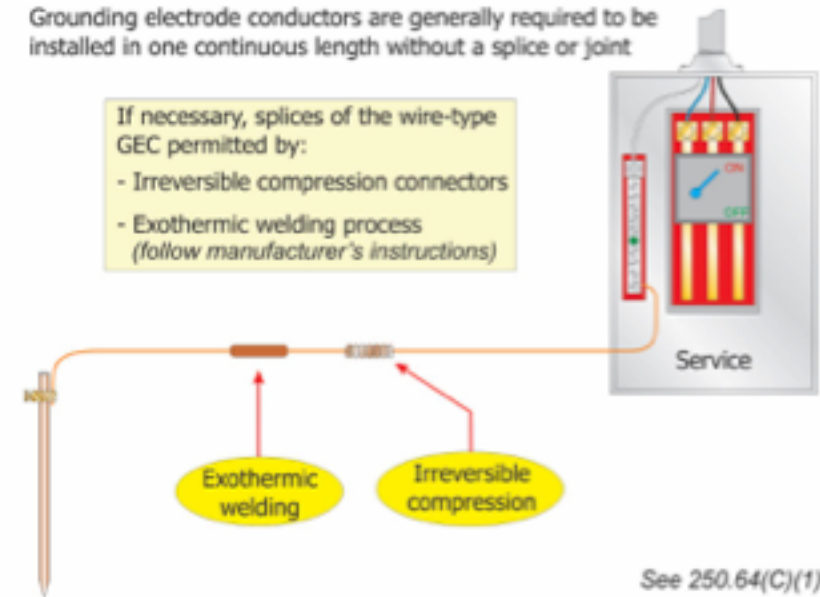 Grounding electrode conductors are generally required to be
installed in one continuous length without a splice or joint
If necessary, splices of the wire-type
GEC permitted by:
- Irreversible compression connectors
- Exothermic welding process
(follow manufacturer's instructions)
ON
OFF
Service
Exothermic
welding
Irreversible
compression
See 250.64(C)(1)